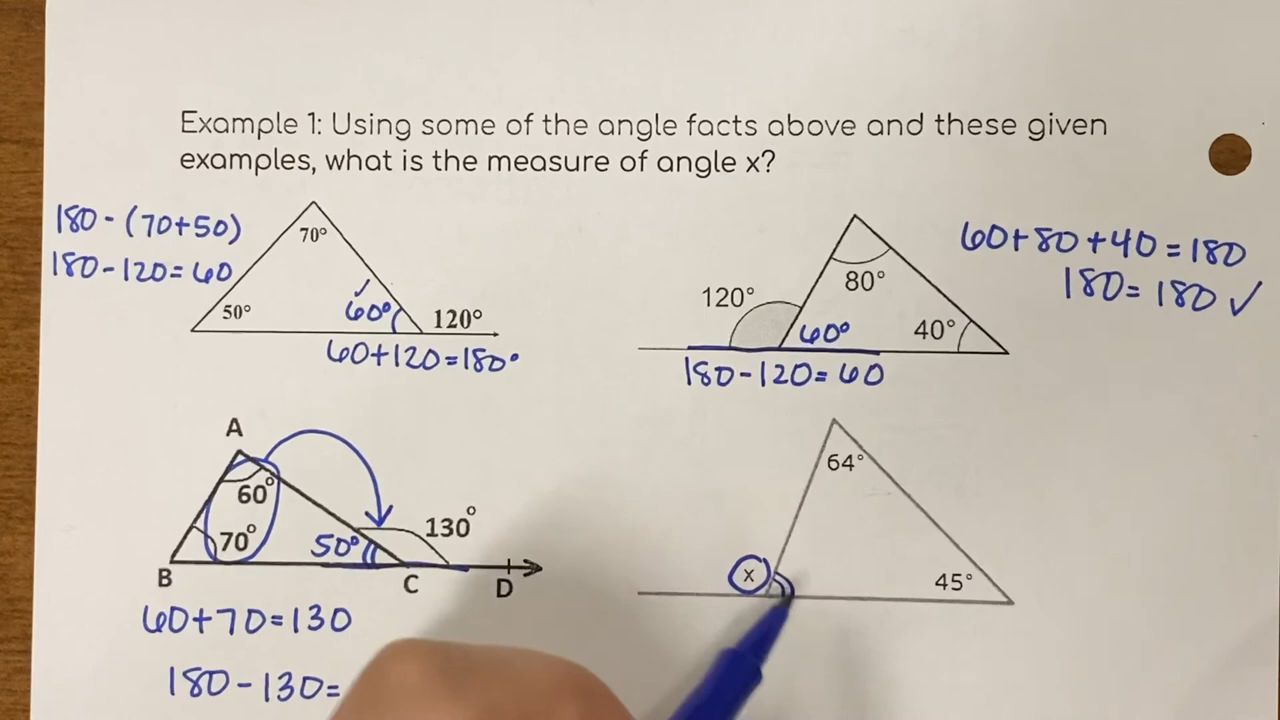 Example 1: Using some of the angle facts above and these given
examples, what is the measure of angle x?
180 - (70+50)
180 - 120 = 60
70°
50°
60°
✓
120°
60+120=180°
120°
80°
60°
40°
180-120=60
60+80+40=180
180=180 ✓
A
60°
70°
50°
130°
B
C
D
60+70=130
180-130=
64°
x
45°